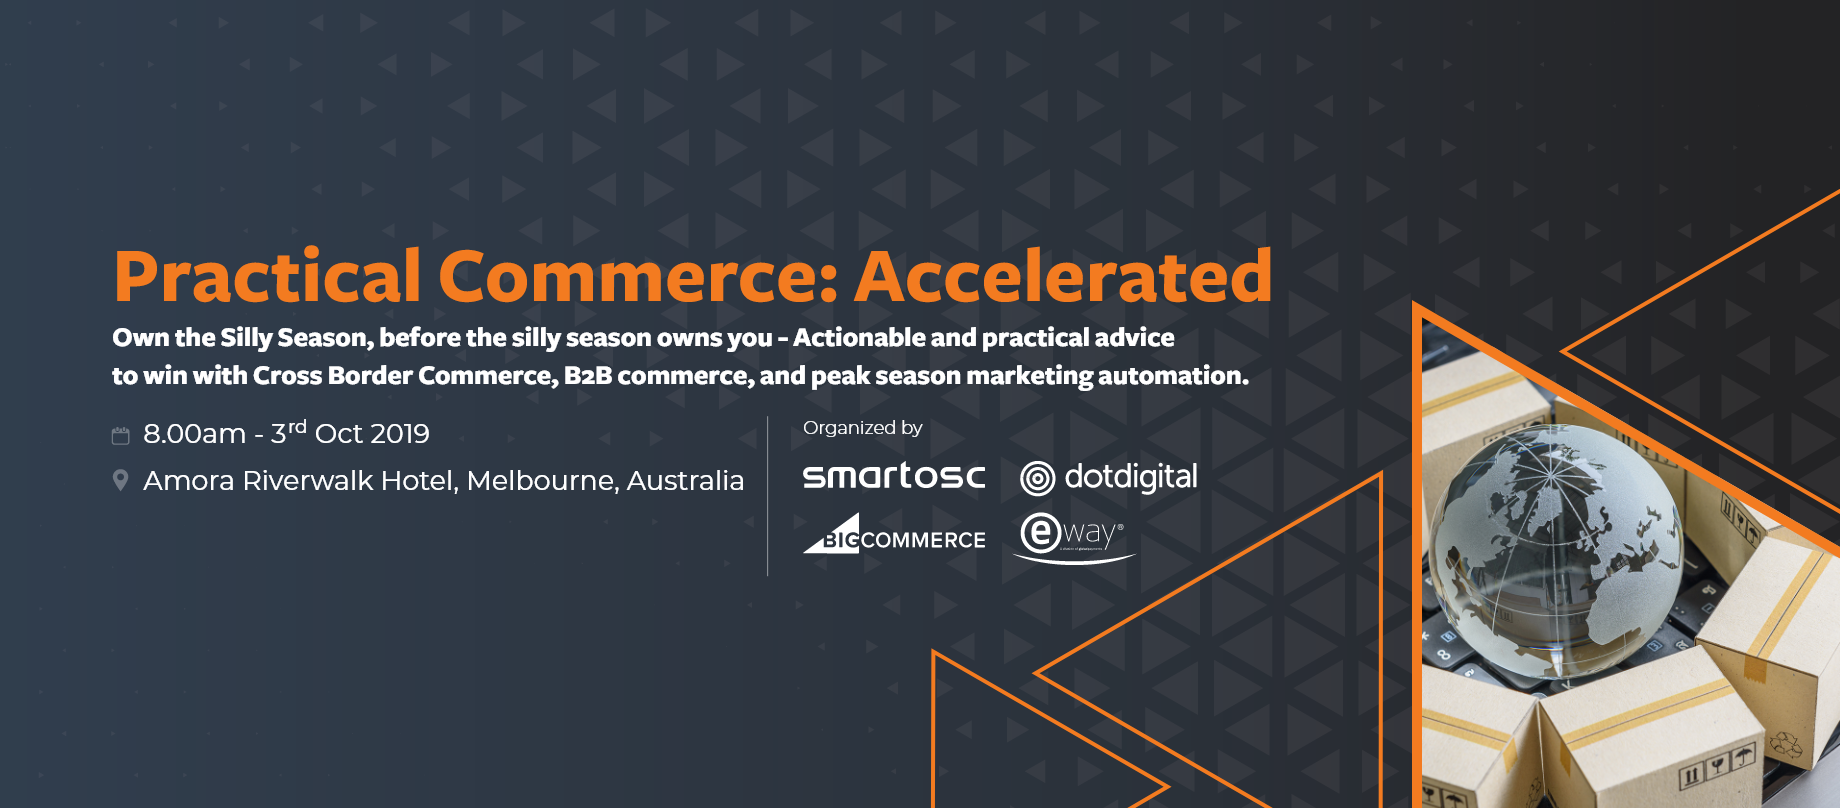 Practical Commerce: Accelerated
Own the Silly Season, before the silly season owns you - Actionable and practical advice
to win with Cross Border Commerce, B2B commerce, and peak season marketing automation.
8.00am - 3rd Oct 2019
Amora Riverwalk Hotel, Melbourne, Australia
Organized by
smartosc
dotdigital
BIGCOMMERCE
eway®
8